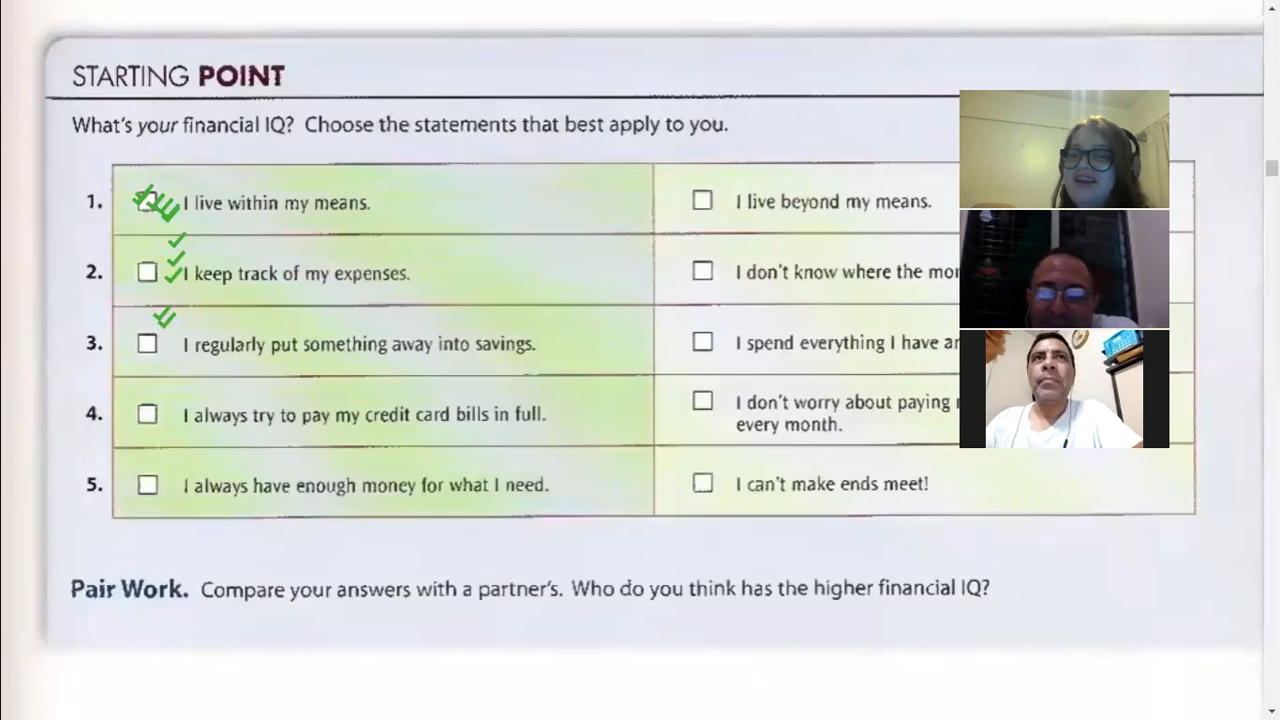 STARTING POINT
What's your financial IQ? Choose the statements that best apply to you.
1. I live within my means. I live beyond my means.
2. I keep track of my expenses. I don't know where the
3. I regularly put something away into savings. I spend everything I have
4. I always try to pay my credit card bills in full. I don't worry about paying
every month.
5. I always have enough money for what I need. I can't make ends meet!
Pair Work. Compare your answers with a partner's. Who do you think has the higher financial IQ?